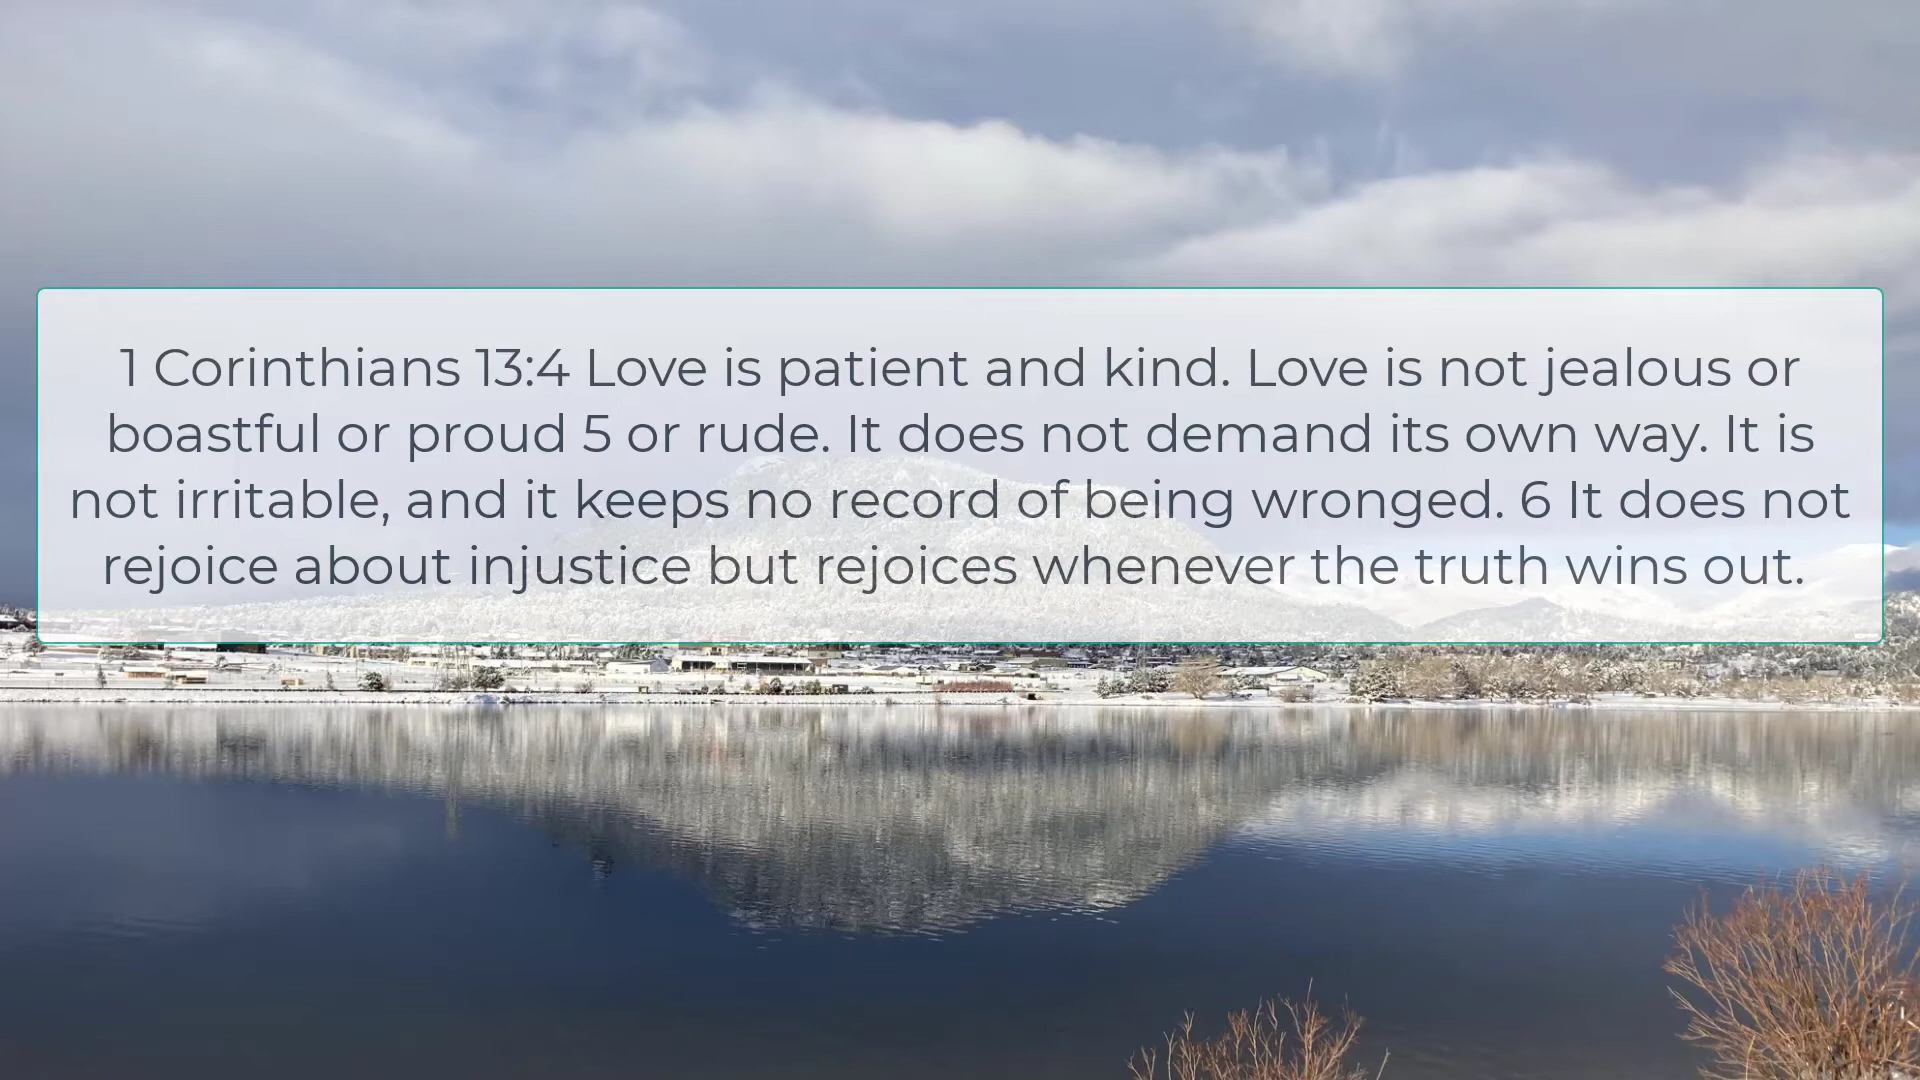 1 Corinthians 13:4 Love is patient and kind. Love is not jealous or
boastful or proud 5 or rude. It does not demand its own way. It is
not irritable, and it keeps no record of being wronged. 6 It does not
rejoice about injustice but rejoices whenever the truth wins out.